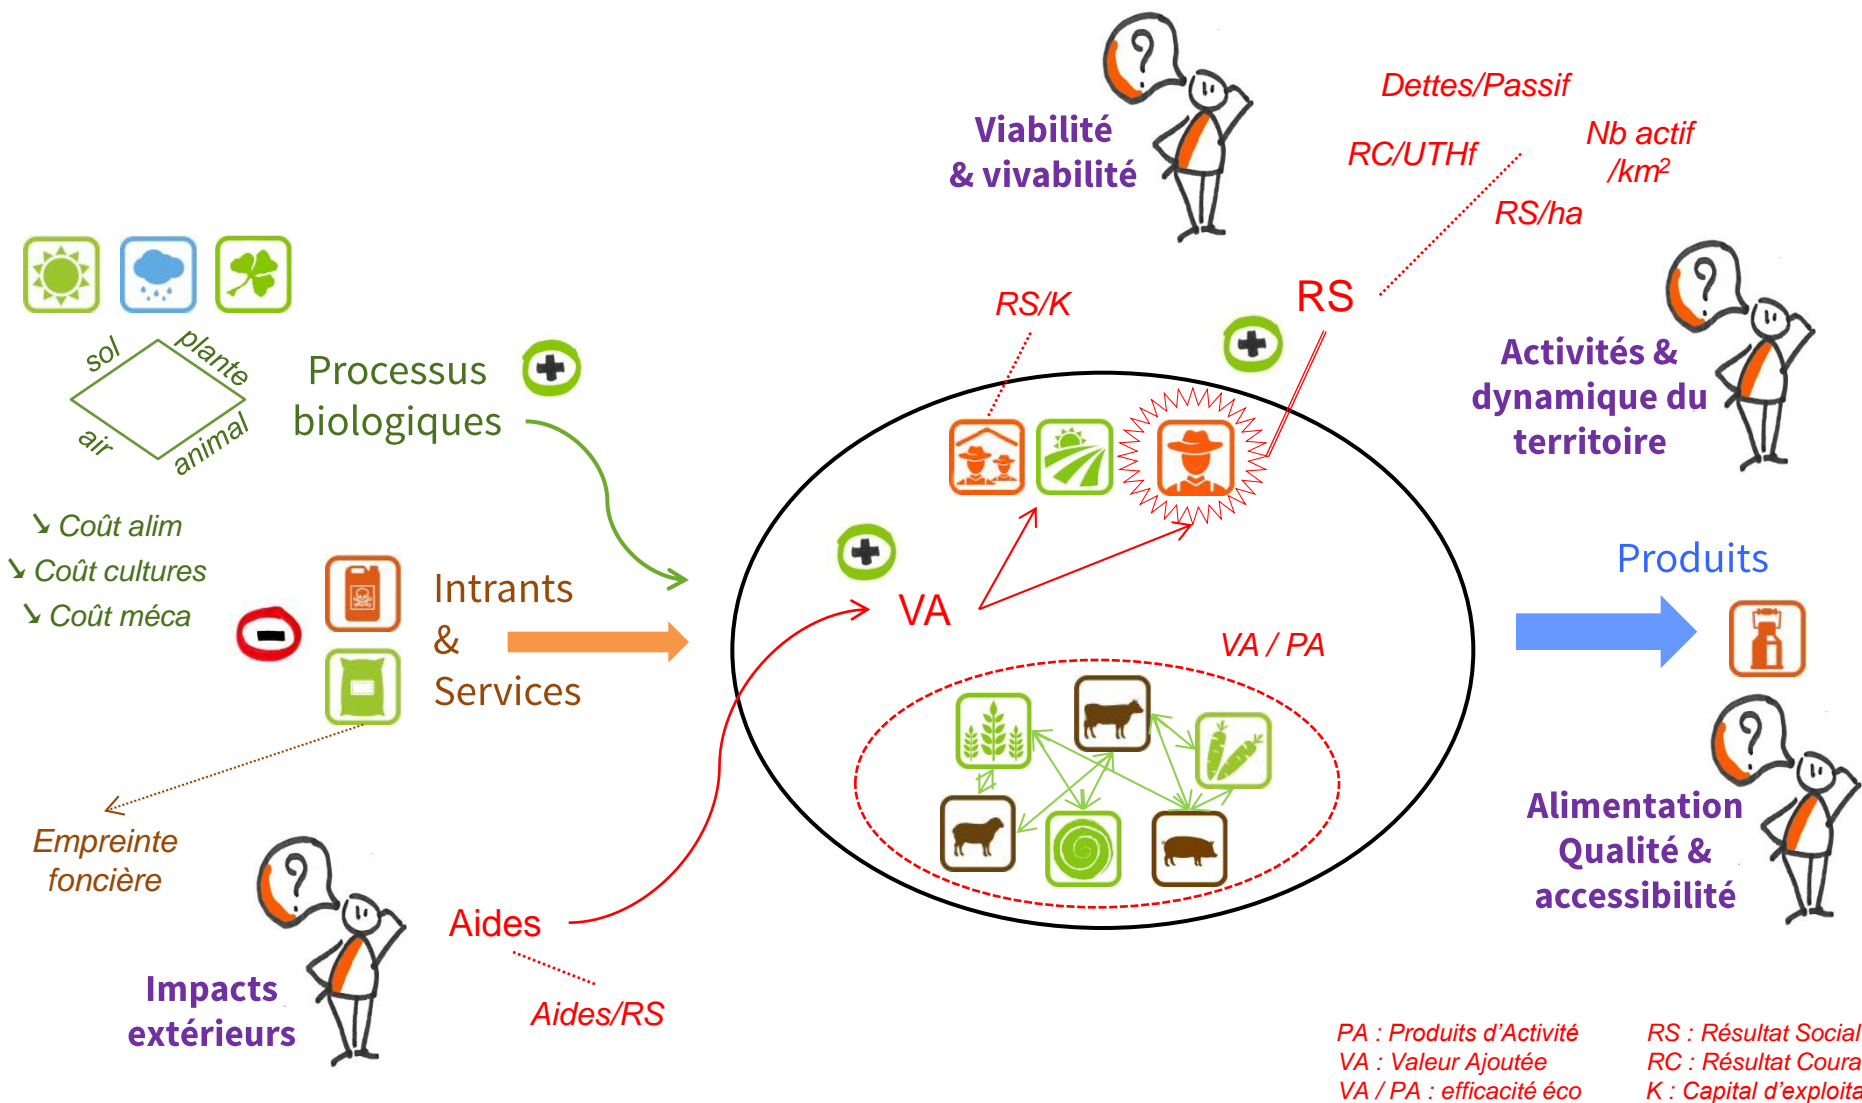 Viabilité
& vivabilité
?
Dettes/Passif
RC/UTHf
Nb actif
/km²
RS/ha
RS/K
RS
?
Activités &
dynamique du
territoire
sol
plante
air
animal
Processus
biologiques
↘ Coût alim
↘ Coût cultures
↘ Coût méca
Intrants
&
Services
VA
VA / PA
Produits
?
Alimentation
Qualité &
accessibilité
Empreinte
foncière
?
Impacts
extérieurs
Aides
Aides/RS
PA : Produits d’Activité
VA : Valeur Ajoutée
VA / PA : efficacité éco
RS : Résultat Social
RC : Résultat Coura
K : Capital d’exploita